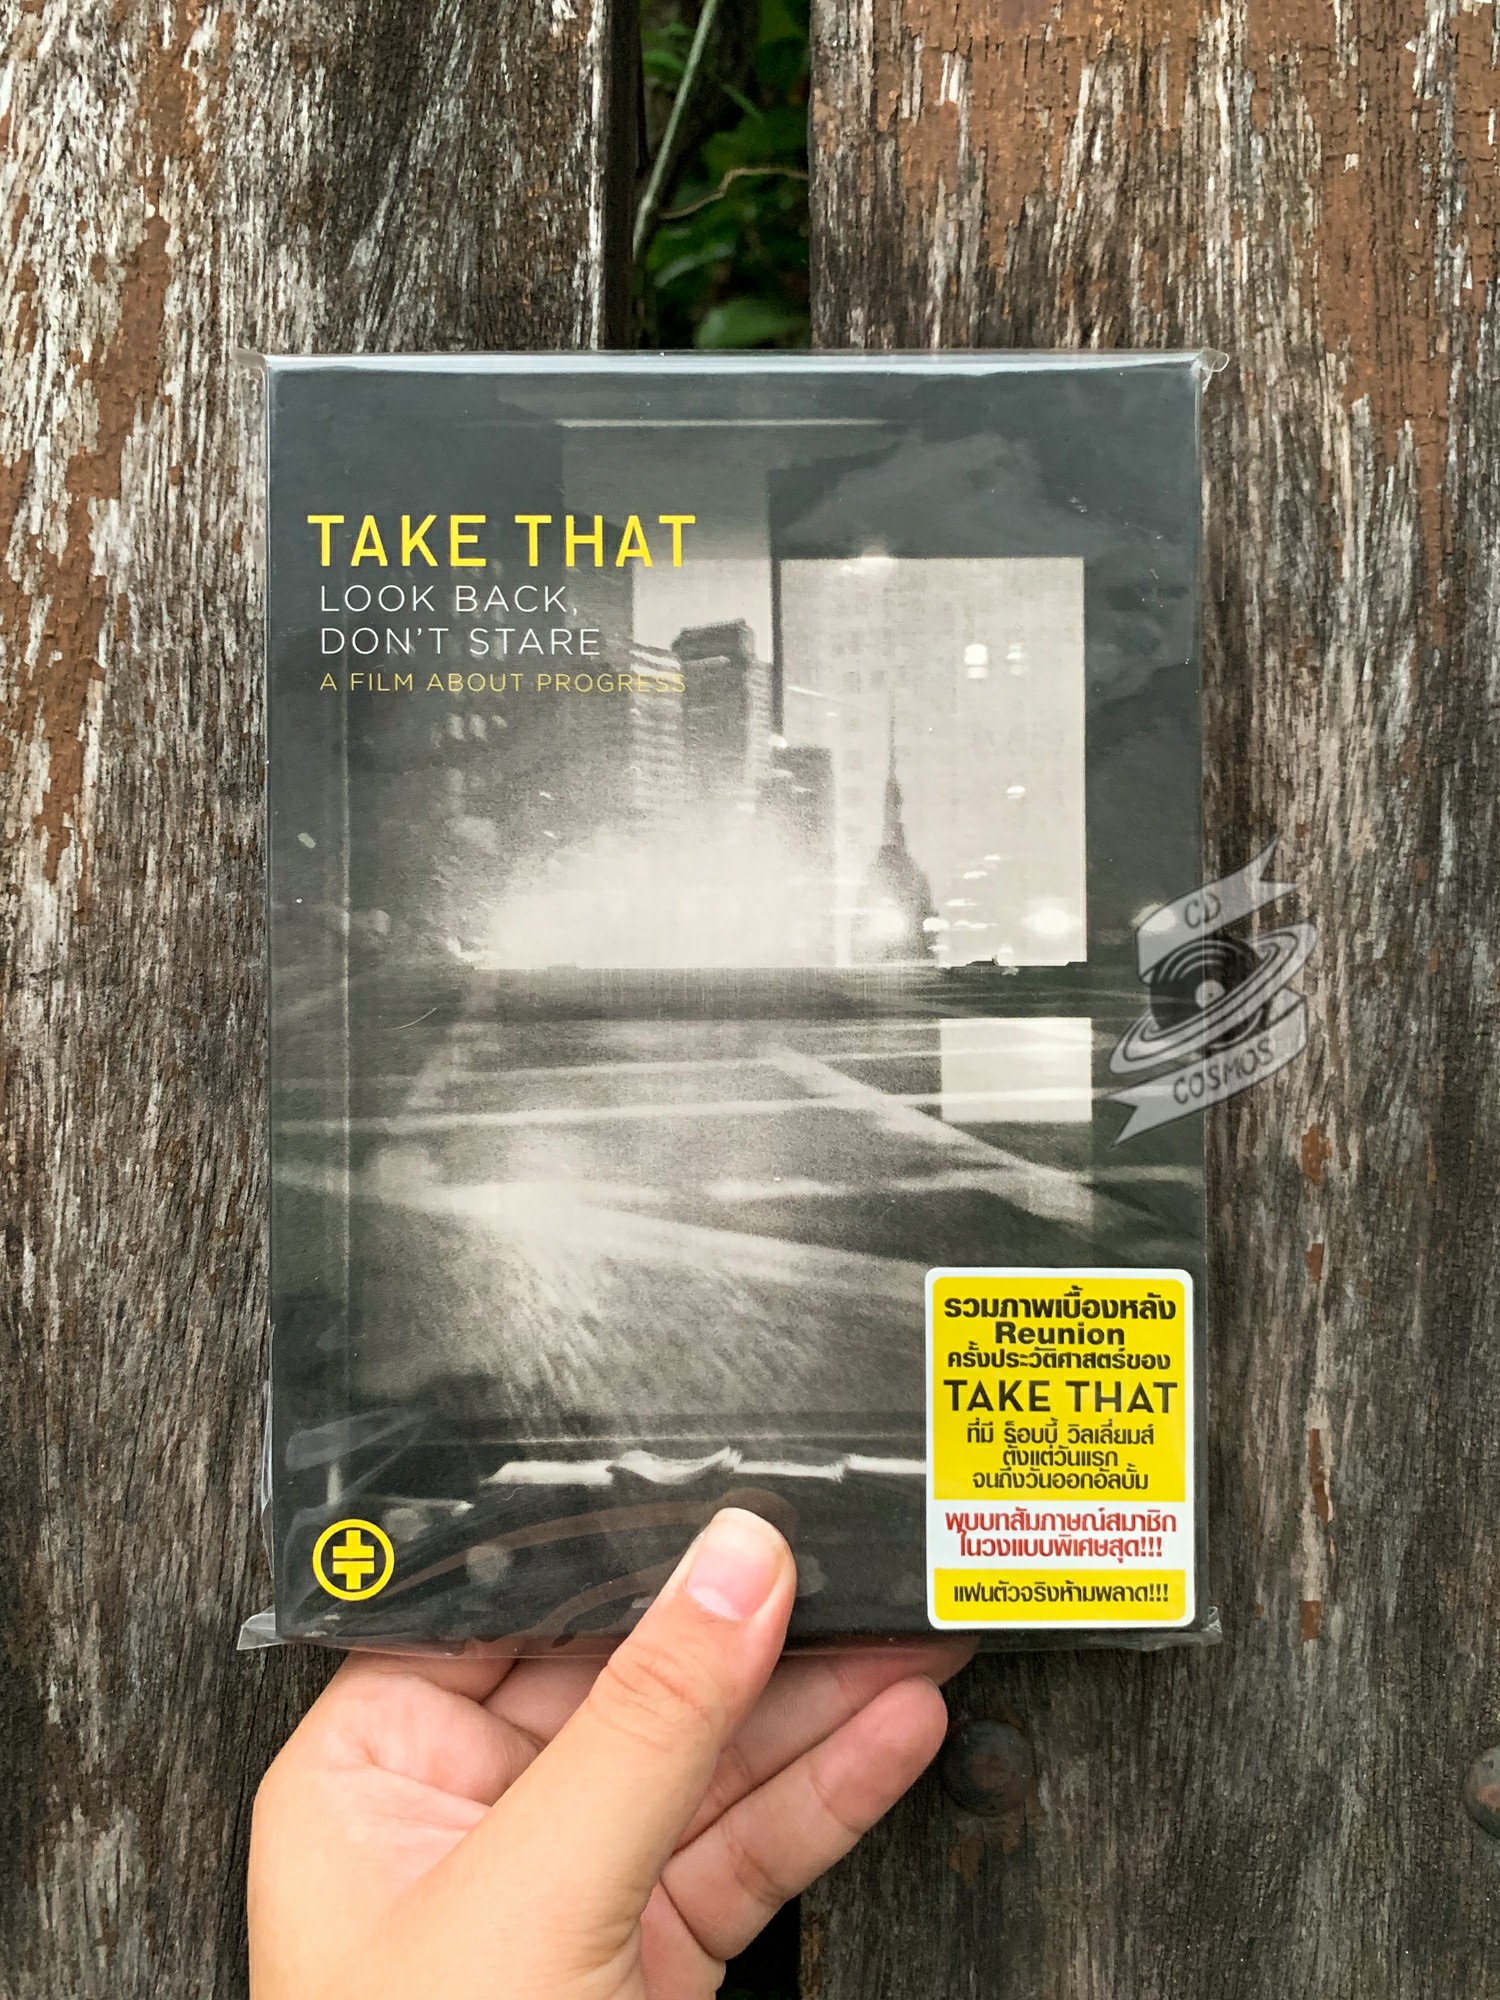 TAKE THAT
LOOK BACK,
DON'T STARE
A FILM ABOUT PROGRESS
CD
COSMOS
รวมภาพเบื้องหลัง
Reunion
ครั้งประวัติศาสตร์ของ
TAKE THAT
ที่มี ร็อบบี้ วิลเลี่ยมส์
ตั้งแต่วันแรก
จนถึงวันออกอัลบั้ม
พบบทสัมภาษณ์สมาชิก
ในวงแบบพิเศษสุด!!!
แฟนตัวจริงห้ามพลาด!!!